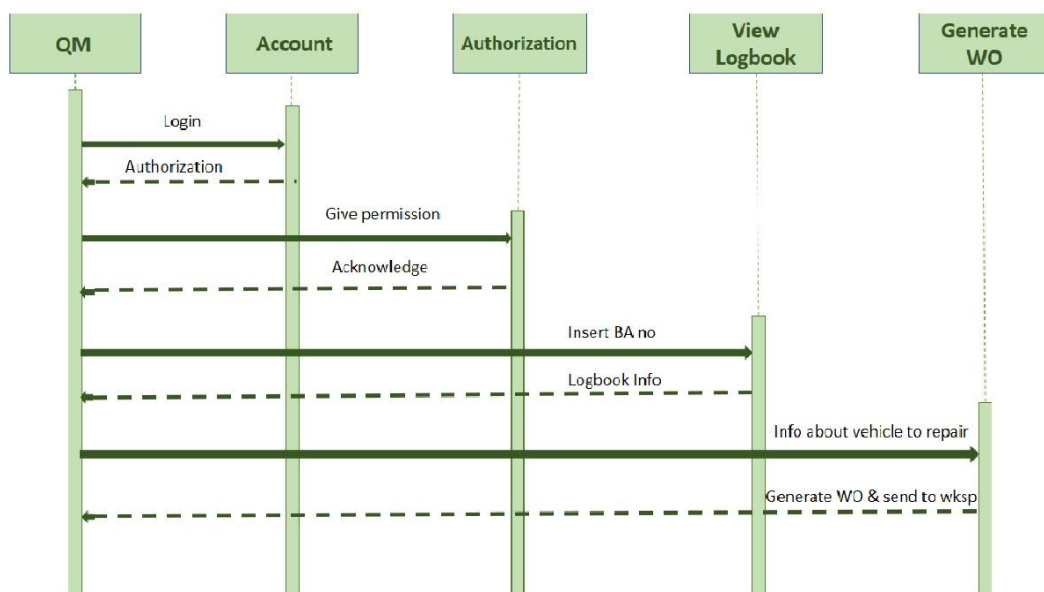 QM
Account
Authorization
View
Logbook
Generate
WO
Login
Authorization
Give permission
Acknowledge
Insert BA no
Logbook Info
Info about vehicle to repair
Generate WO & send to wksp